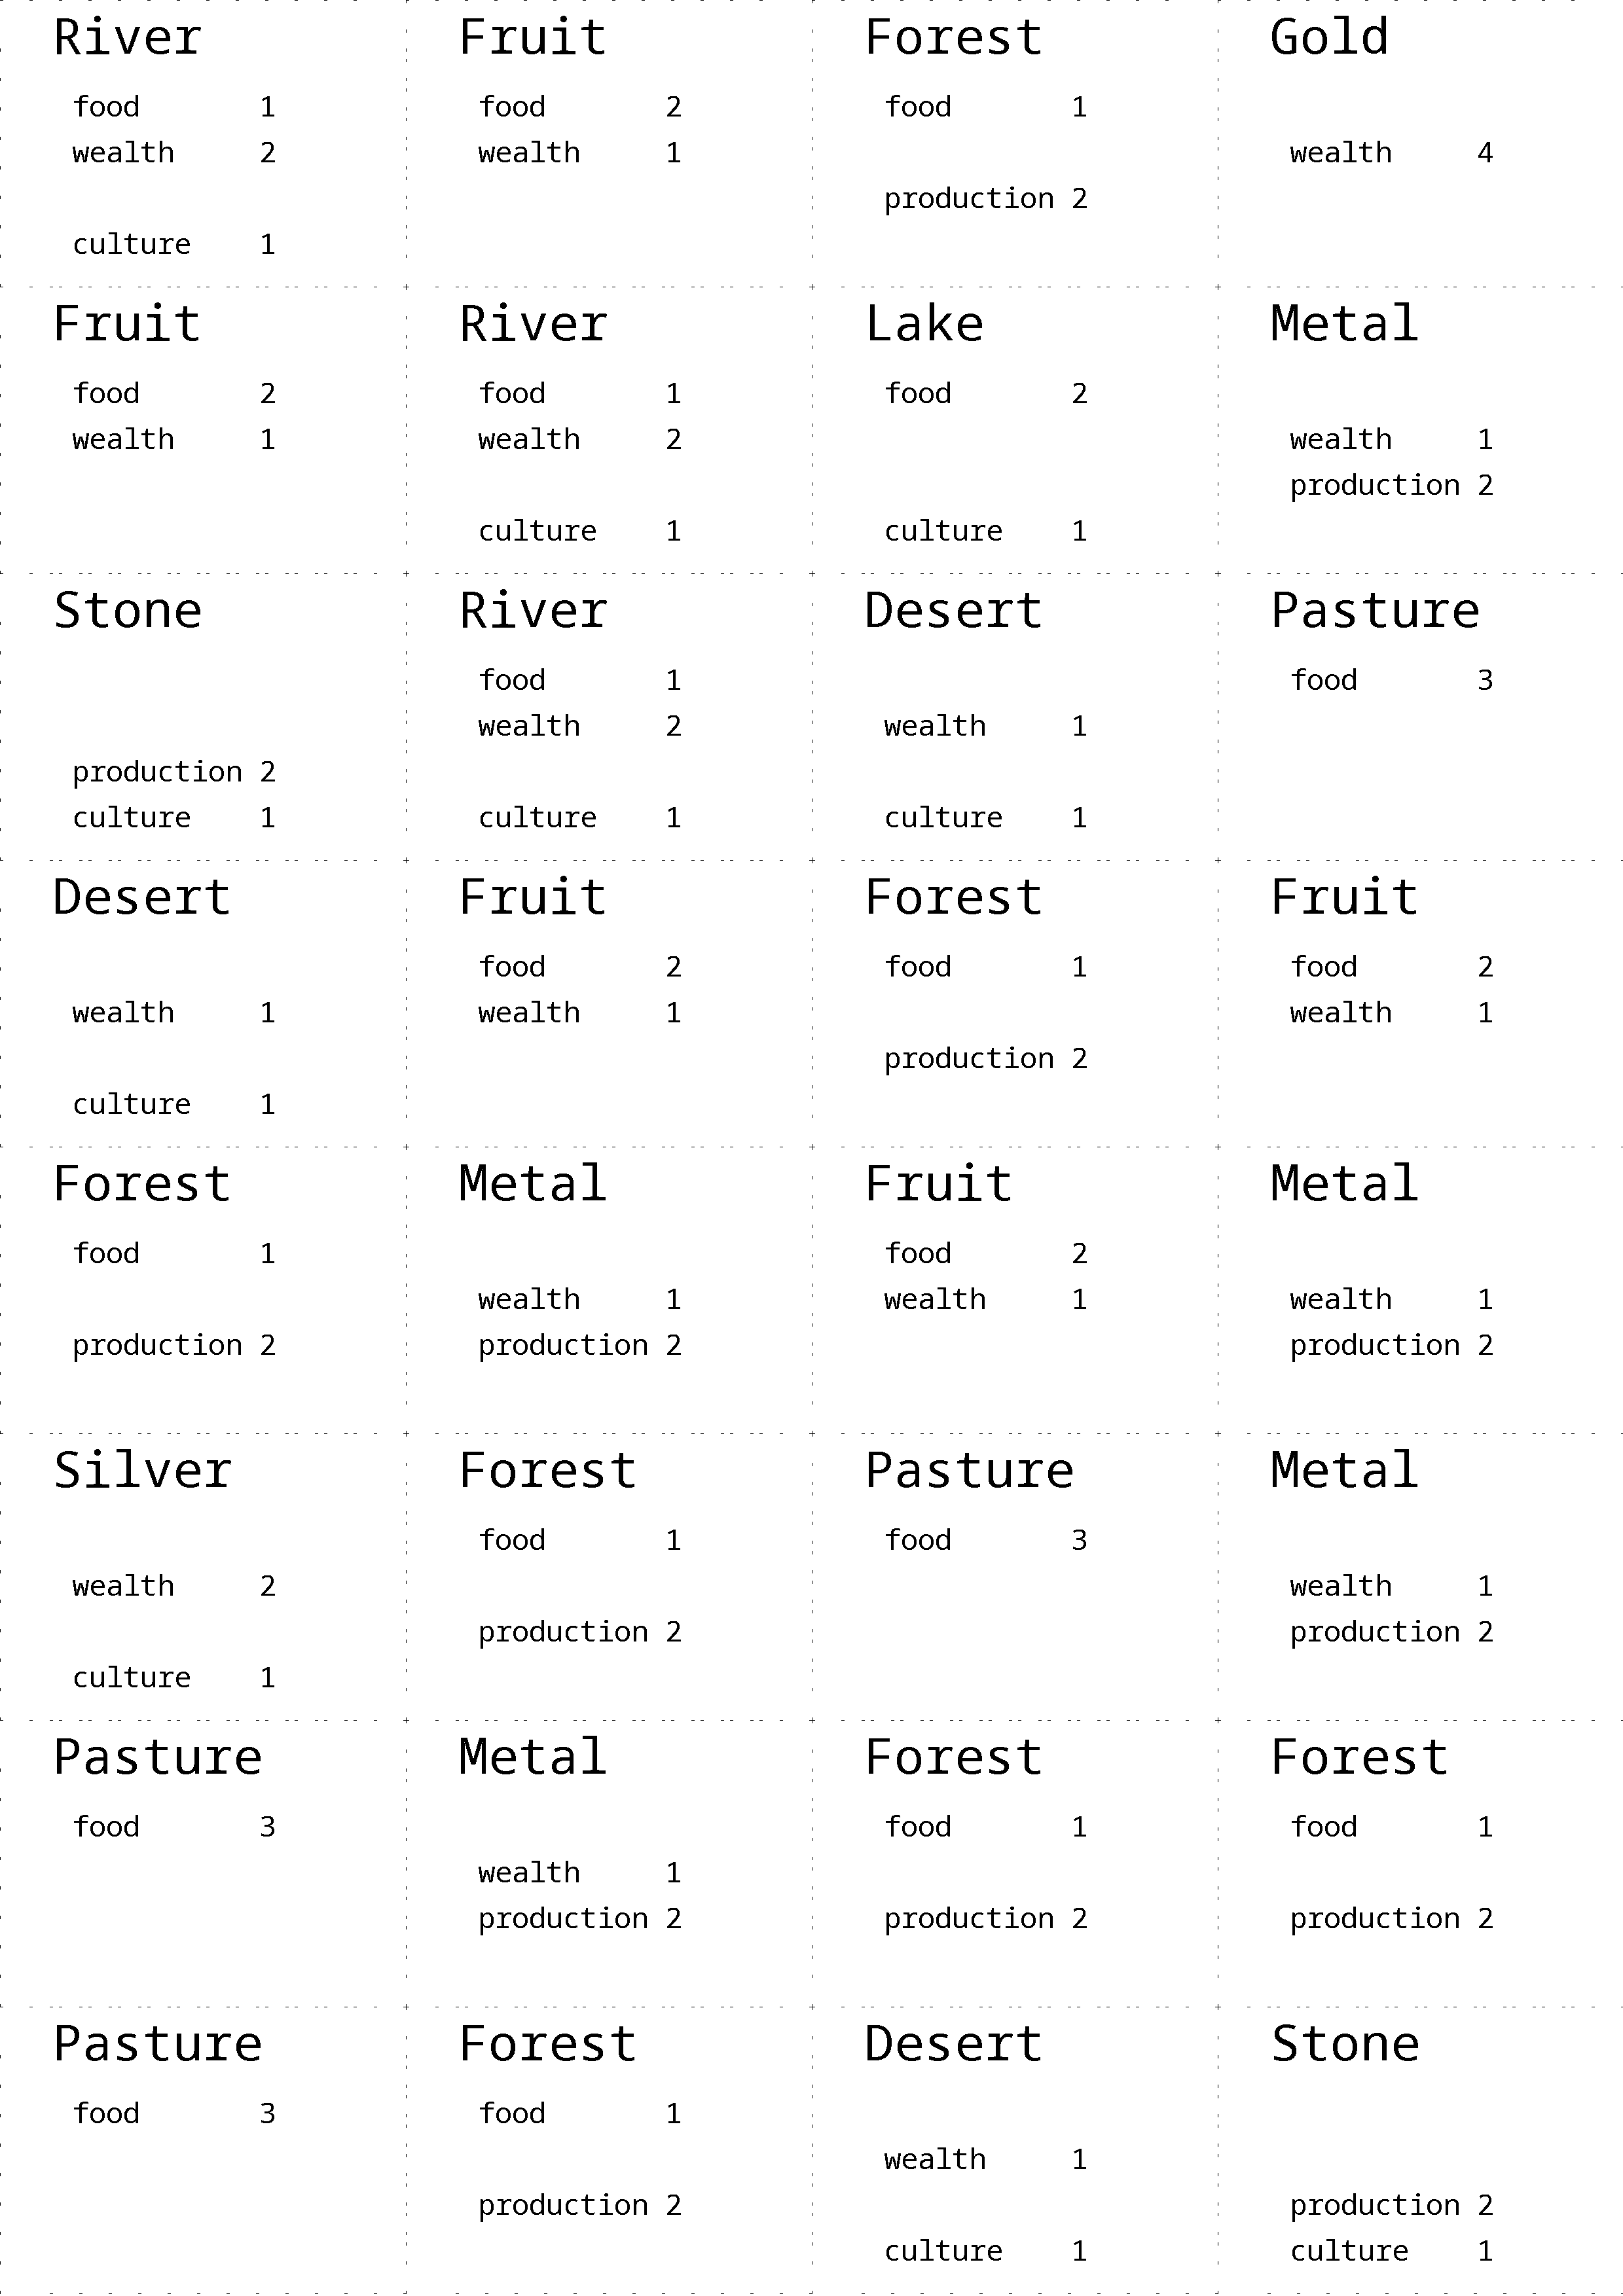 River Fruit Forest Gold
food 1 food 2 food 1
wealth 2 wealth 1 wealth 4
production 2
culture 1
Fruit River Lake Metal
food 2 food 1 food 2
wealth 1 wealth 2 wealth 1
production 2
culture 1 culture 1
Stone River Desert Pasture
food 1 food 3
wealth 2 wealth 1
production 2
culture 1 culture 1 culture 1
Desert Fruit Forest Fruit
food 2 food 1 food 2
wealth 1 wealth 1 wealth 1
production 2
culture 1
Forest Metal Fruit Metal
food 1 food 2
wealth 1 wealth 1 wealth 1
production 2 production 2 production 2
Silver Forest Pasture Metal
food 1 food 3
wealth 2 wealth 1
production 2 production 2
culture 1
Pasture Metal Forest Forest
food 3 food 1 food 1
wealth 1
production 2 production 2 production 2
Pasture Forest Desert Stone
food 3 food 1
wealth 1
production 2 production 2
culture 1 culture 1